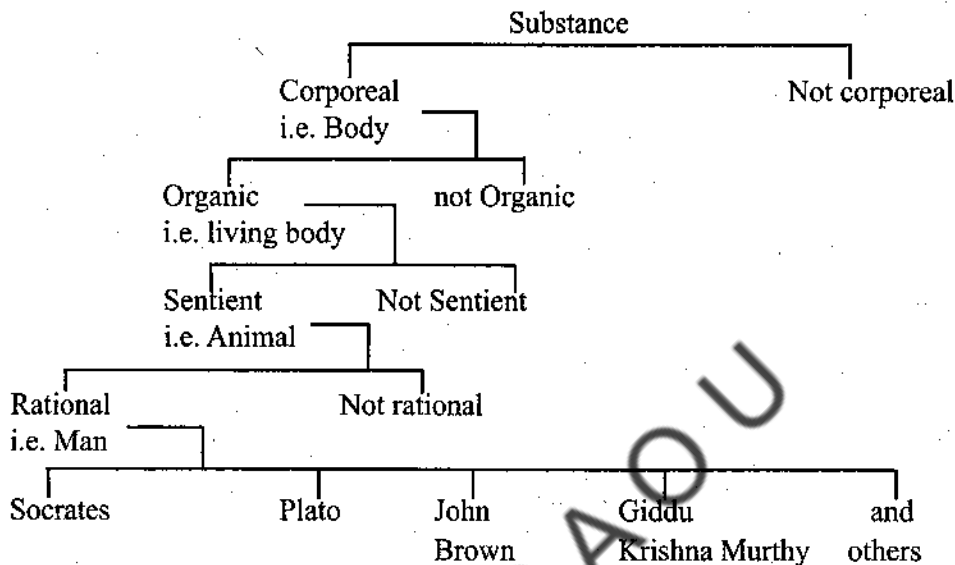 Substance
Corporeal Not corporeal
i.e. Body
Organic not Organic
i.e. living body
Sentient Not Sentient
i.e. Animal
Rational Not rational
i.e. Man
Socrates Plato John Giddu and
Brown Krishna Murthy others
AOU